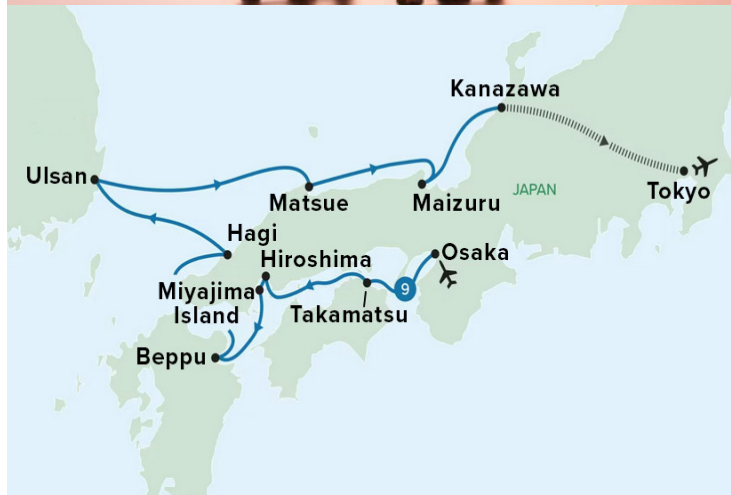 Kanazawa
Ulsan
Matsue
Maizuru
JAPAN
Tokyo
Hagi
Hiroshima
Osaka
Miyajima
Island
9
Takamatsu
Beppu